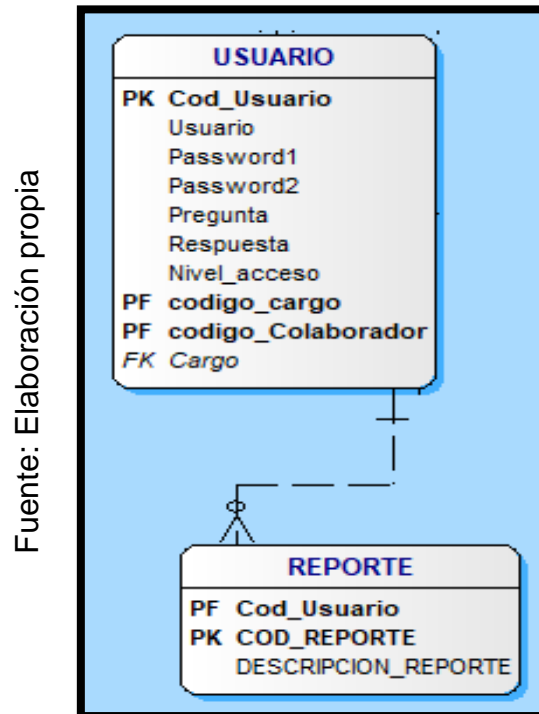 Fuente: Elaboración propia
USUARIO
PK Cod_Usuario
Usuario
Password1
Password2
Pregunta
Respuesta
Nivel_acceso
PF codigo_cargo
PF codigo_Colaborador
FK Cargo
REPORTE
PF Cod_Usuario
PK COD_REPORTE
DESCRIPCION_REPORTE